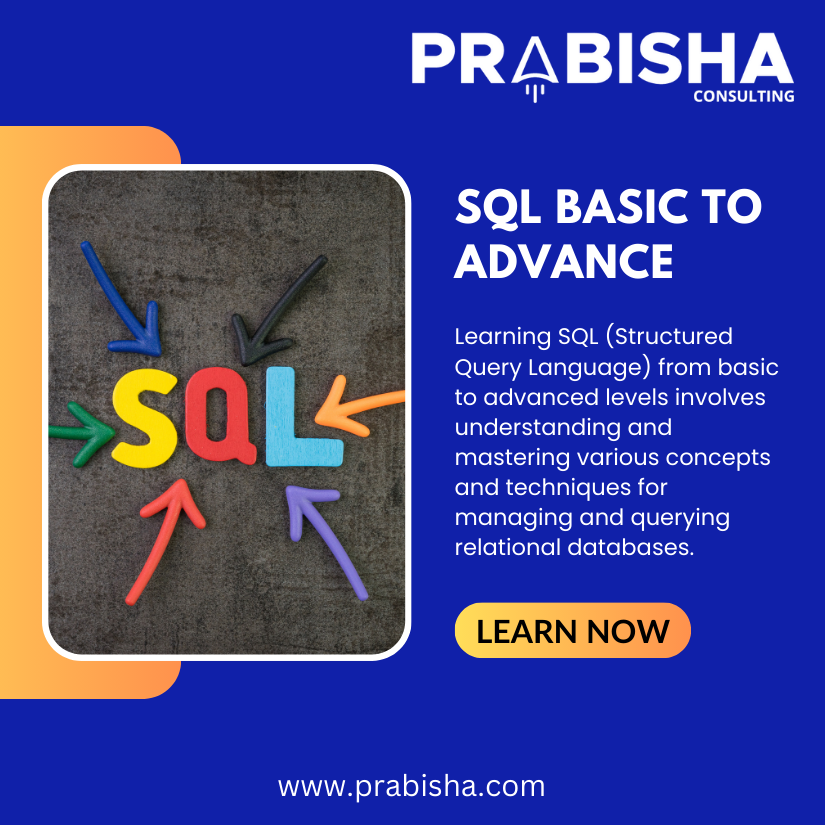 PRABISHA
CONSULTING
SQL BASIC TO
ADVANCE
SQL
Learning SQL (Structured
Query Language) from basic
to advanced levels involves
understanding and
mastering various concepts
and techniques for
managing and querying
relational databases.
LEARN NOW
www.prabisha.com